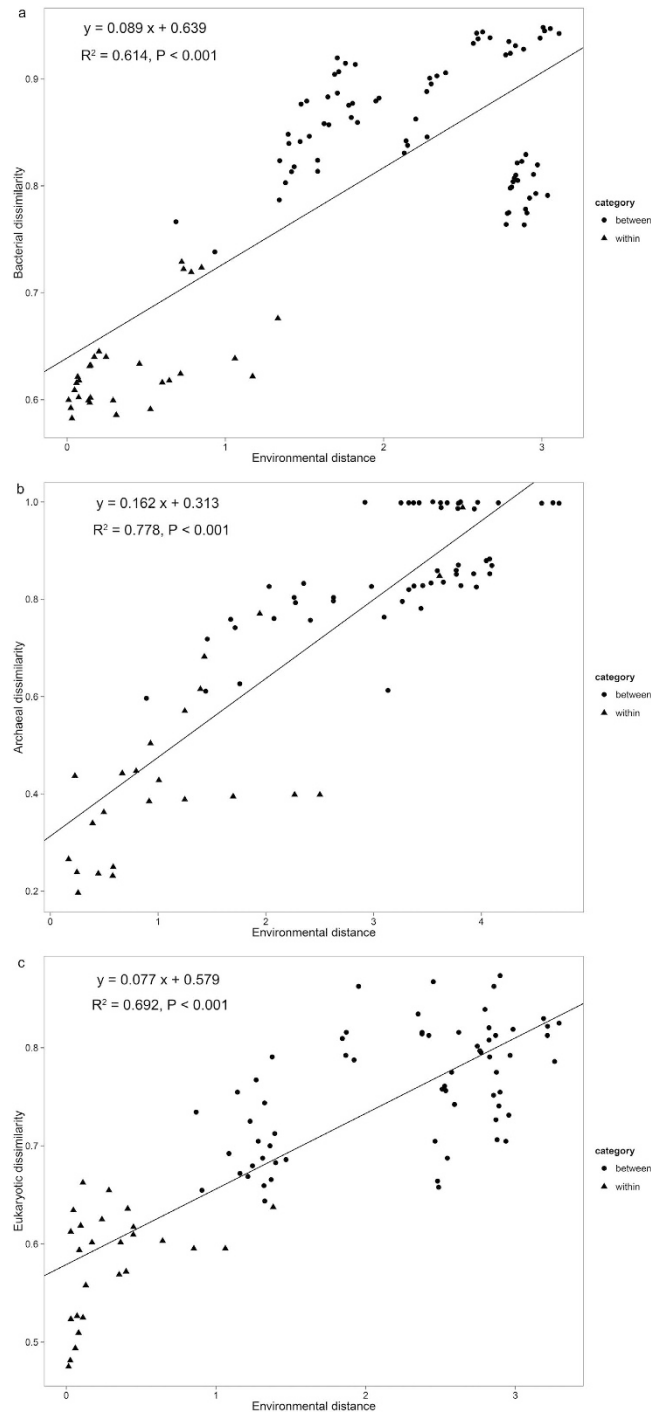 a
y = 0.089 x + 0.639
R² = 0.614, P < 0.001
0.9
0.8
0.7
0.6
Bacterial dissimilarity
0
1
2
3
Environmental distance
category
between
within
b
y = 0.162 x + 0.313
R² = 0.778, P < 0.001
1.0
0.8
0.6
0.4
0.2
Archaeal dissimilarity
0
1
2
3
4
Environmental distance
category
between
within
c
y = 0.077 x + 0.579
R² = 0.692, P < 0.001
0.8
0.7
0.6
0.5
Eukaryotic dissimilarity
0
1
2
3
Environmental distance
category
between
within